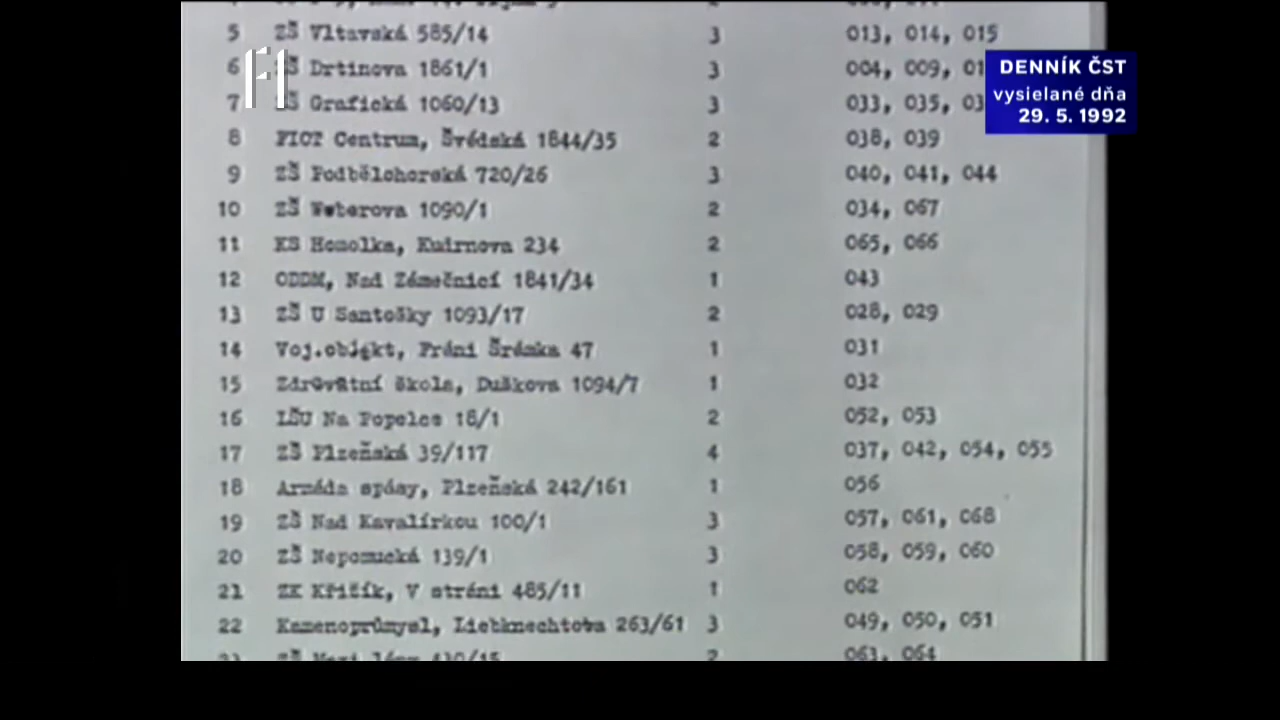 5 ZŠ Vltavská 585/14 3 013, 014, 015
6 ZŠ Drtinova 1861/1 3 004, 009,
7 ZŠ Grafická 1060/13 3 033, 035,
8 Centrum, Švédská 1844/35 2 038, 039
9 ZŠ Podbělohorská 720/26 3 040, 041, 044
10 ZŠ Weberova 1090/1 2 034, 067
11 KS Homolka, 234 2 065, 066
12 ODDM, Nad Zámečnicí 1841/34 1 043
13 ZŠ U Santošky 1093/17 2 028, 029
14 Voj.objekt, Fráni Šrámka 47 1 031
15 Zdravotní škola, Duškova 1094/7 1 032
16 LŠU Na Popelce 18/1 2 052, 053
17 ZŠ Plzeňská 39/117 4 037, 042, 054, 055
18 Armáda spásy, Plzeňská 242/161 1 056
19 ZŠ Nad Kavalírkou 100/1 3 057, 061, 068
20 ZŠ Nepomucká 139/1 3 058, 059, 060
21 ZK Křižík, V stráni 485/11 1 062
22 Kamenoprůmysl, Liebknechtova 263/61 3 049, 050, 051
2 063, 064
DENNÍK ČST
vysielané dňa
29. 5. 1992